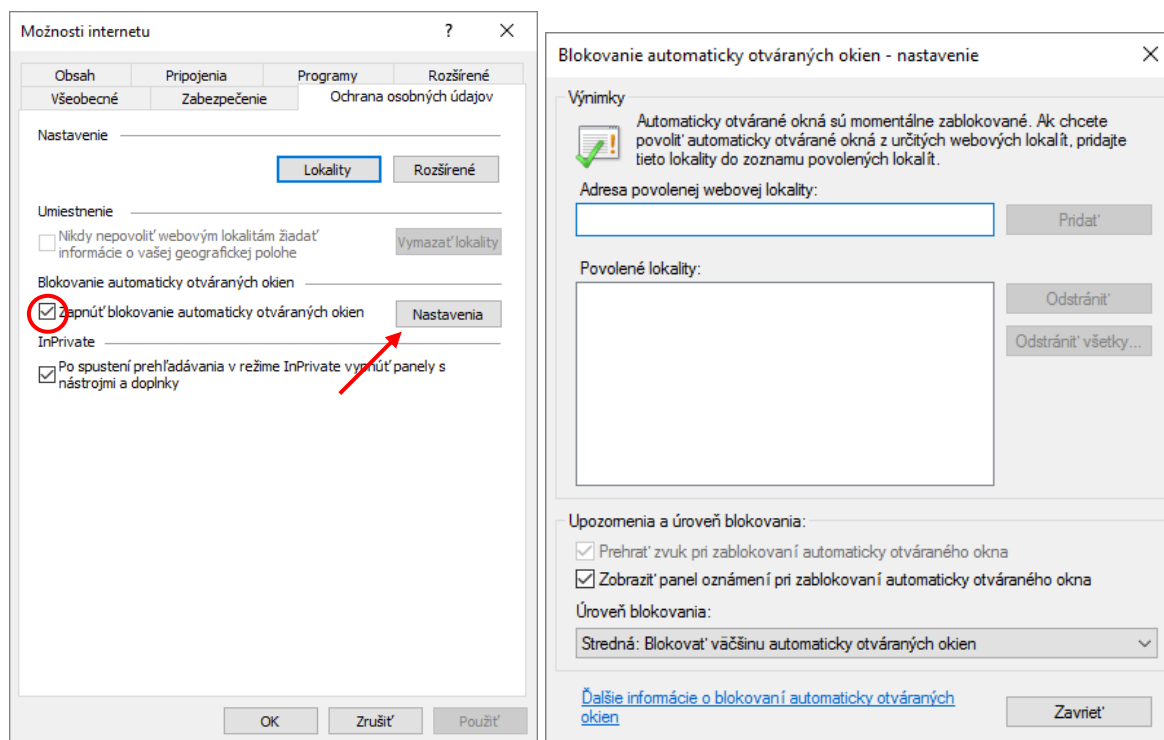 Možnosti internetu
?
Obsah
Pripojenia
Programy
Rozšírené
Všeobecné
Zabezpečenie
Ochrana osobných údajov
Nastavenie
Lokality
Rozšírené
Umiestnenie
Nikdy nepovoliť webovým lokalitám žiadať
informácie o vašej geografickej polohe
Vymazať lokality
Blokovanie automaticky otváraných okien
Zapnúť blokovanie automaticky otváraných okien
Nastavenia
InPrivate
Po spustení prehľadávania v režime InPrivate vypnúť panely s
nástrojmi a doplnky
OK
Zrušiť
Použiť
Blokovanie automaticky otváraných okien - nastavenie
Výnimky
Automaticky otvárané okná sú momentálne zablokované. Ak chcete
povoliť automaticky otvárané okná z určitých webových lokalít, pridajte
tieto lokality do zoznamu povolených lokalít.
Adresa povolenej webovej lokality:
Pridať
Povolené lokality:
Odstrániť
Odstrániť všetky...
Upozornenia a úroveň blokovania:
Prehrať zvuk pri zablokovaní automaticky otváraného okna
Zobraziť panel oznámení pri zablokovaní automaticky otváraného okna
Úroveň blokovania:
Stredná: Blokovať väčšinu automaticky otváraných okien
Ďalšie informácie o blokovaní automaticky otváraných
okien
Zavrieť